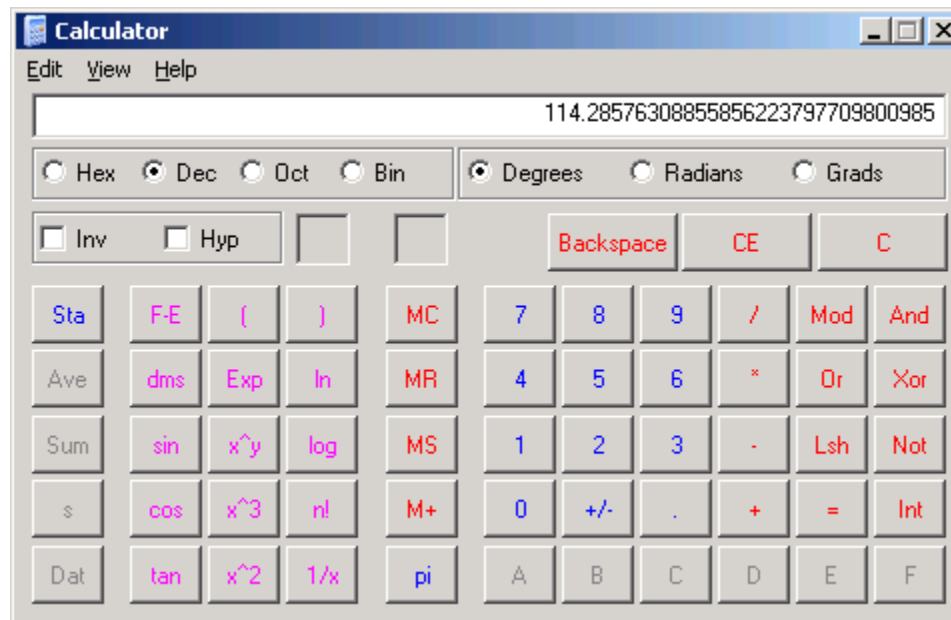 Calculator
Edit View Help
114.28576308855856223797709800985
Hex Dec Oct Bin Degrees Radians Grads
Inv Hyp Backspace CE C
Sta F-E ( ) MC 7 8 9 / Mod And
Ave dms Exp ln MR 4 5 6 * Or Xor
Sum sin x^y log MS 1 2 3 - Lsh Not
s cos x^3 n! M+ 0 +/- . + = Int
Dat tan x^2 1/x pi A B C D E F